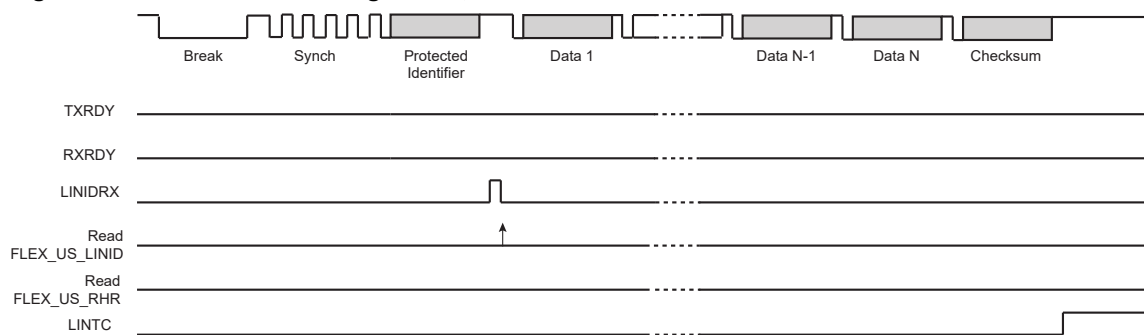 Break
Synch
Protected
Identifier
Data 1
Data N-1
Data N
Checksum
TXRDY
RXRDY
LINIDRX
Read
FLEX_US_LINID
Read
FLEX_US_RHR
LINTC